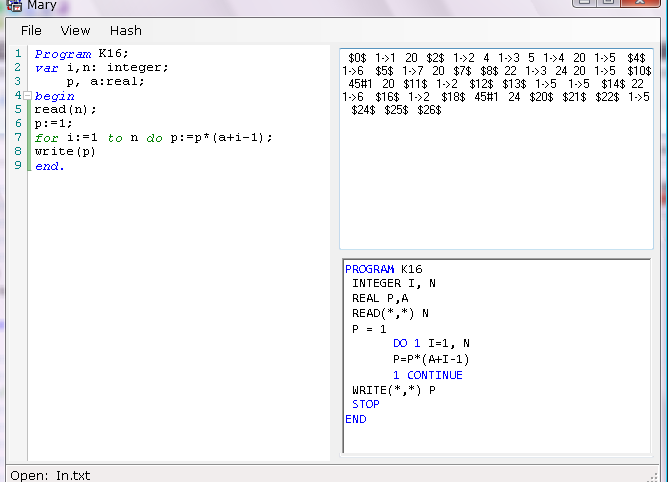 Mary
File View Hash
1 Program K16;
2 var i,n: integer;
3 p, a:real;
4 begin
5 read(n);
6 p:=1;
7 for i:=1 to n do p:=p*(a+i-1);
8 write(p)
9 end.
$0$ 1->1 20 $2$ 1->2 4 1->3 5 1->4 20 1->5 $4$
1->6 $5$ 1->7 20 $7$ $8$ 22 1->3 24 20 1->5 $10$
45#1 20 $11$ 1->2 $12$ $13$ 1->5 1->5 $14$ 22
1->6 $16$ 1->2 $18$ 45#1 24 $20$ $21$ $22$ 1->5
$24$ $25$ $26$
PROGRAM K16
INTEGER I, N
REAL P,A
READ(*,*) N
P = 1
DO 1 I=1, N
P=P*(A+I-1)
1 CONTINUE
WRITE(*,*) P
STOP
END
Open: In.txt